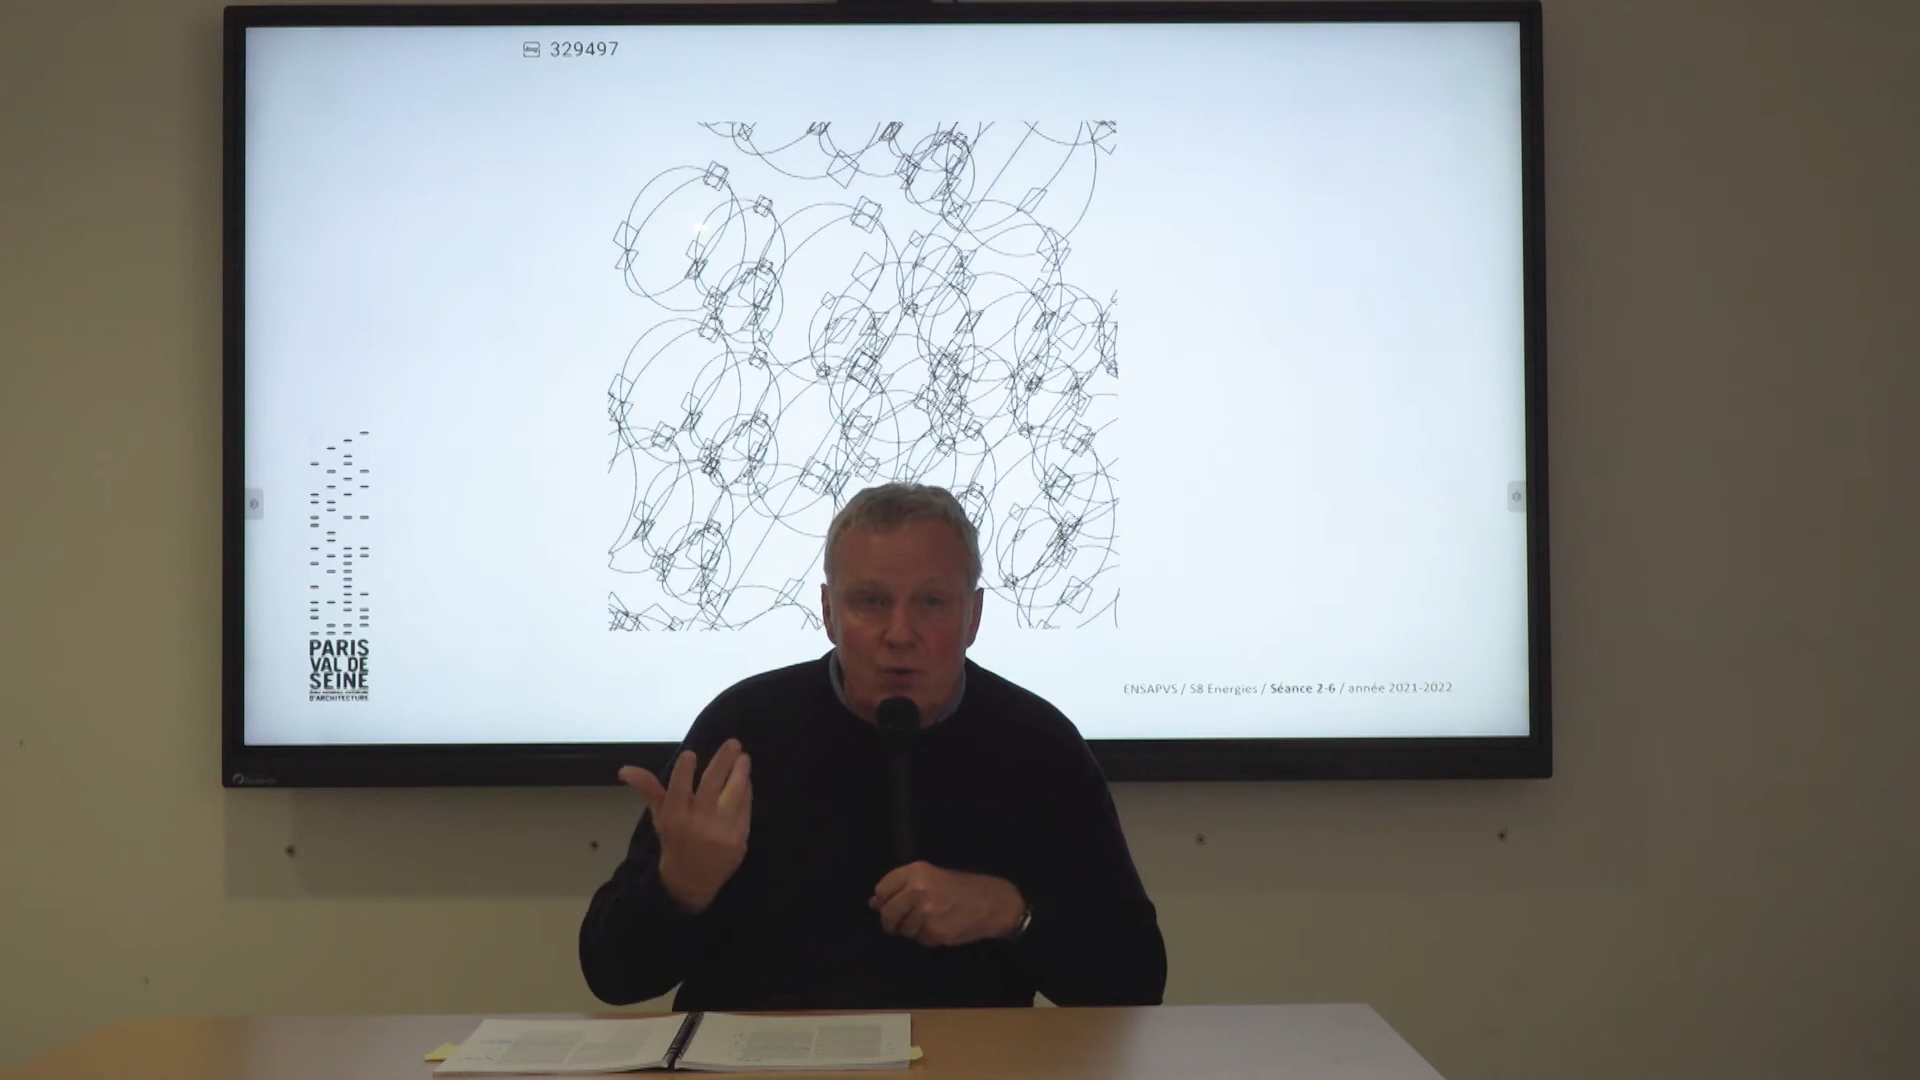 329497
PARIS
VAL DE
SEINE
D'ARCHITECTURE
ENSAPVS / S8 Energies / Séance 2-6 / année 2021-2022